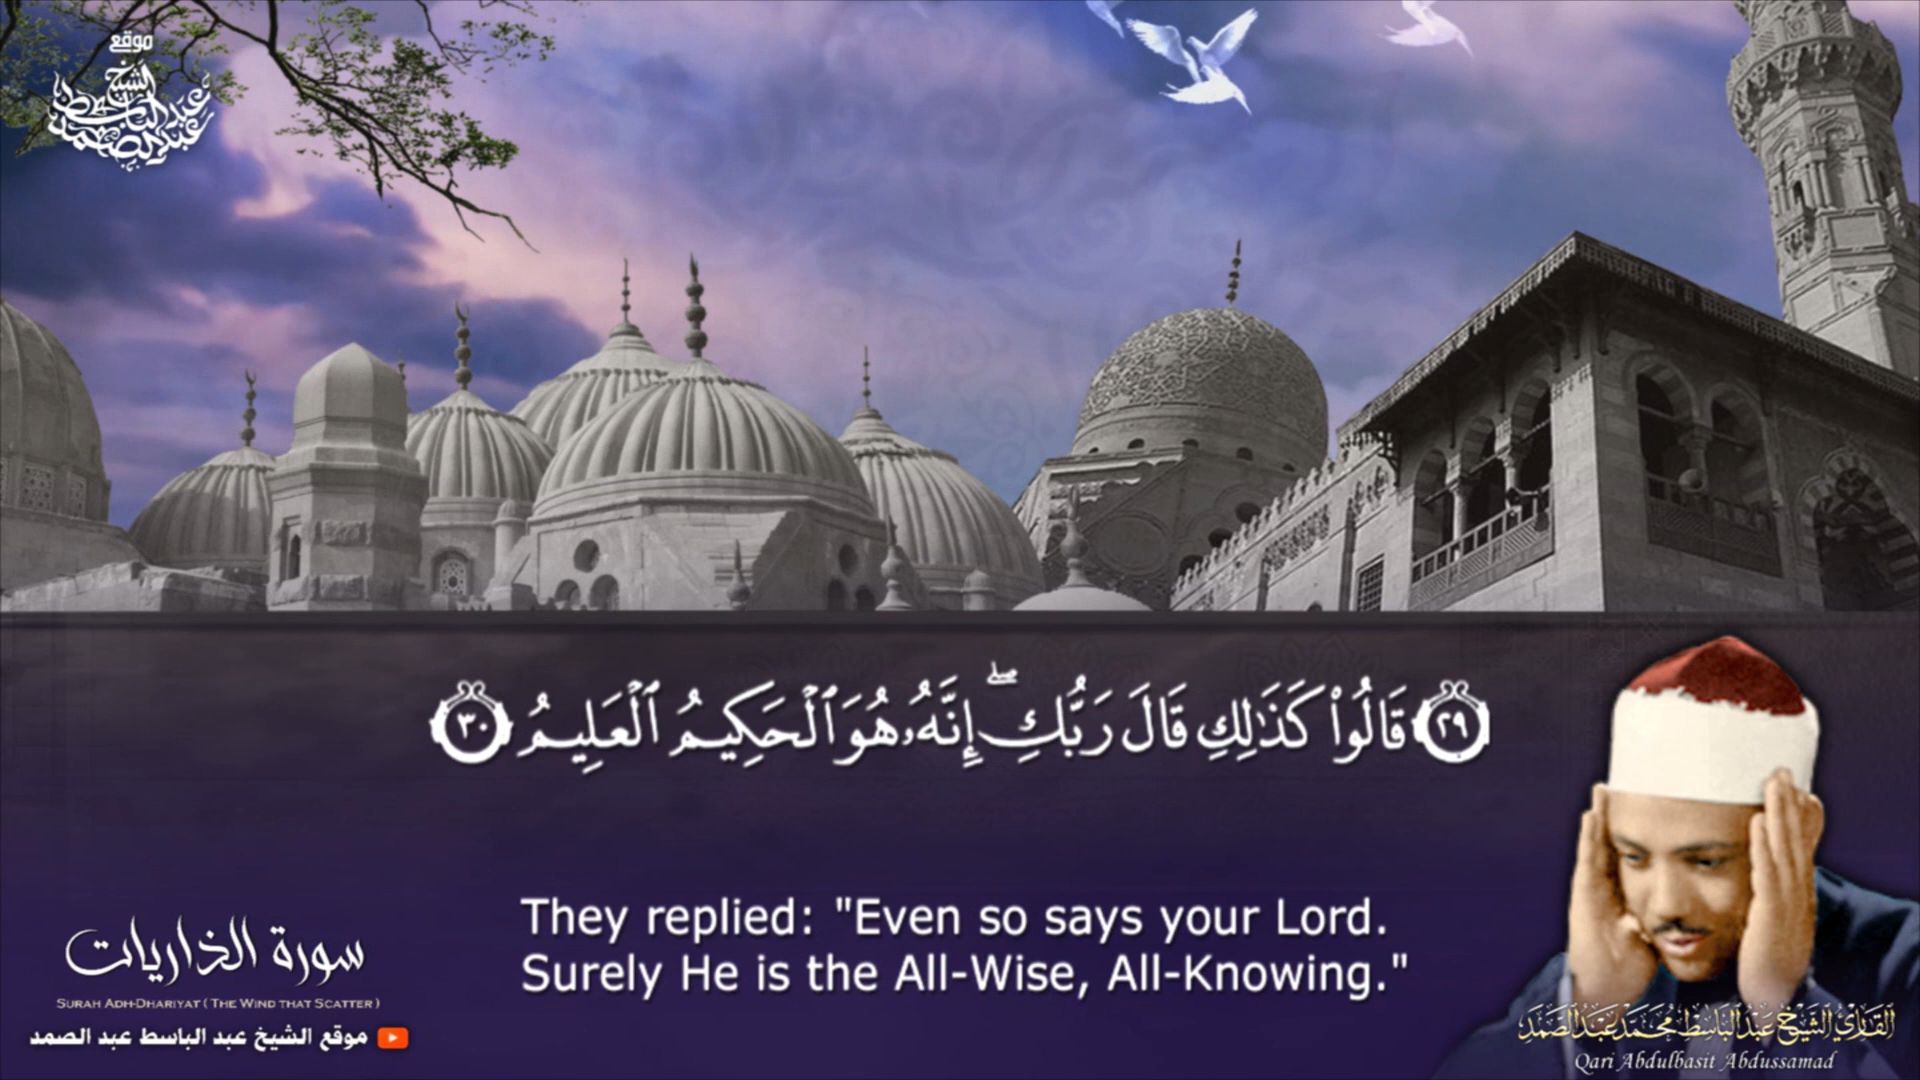 موقع
الشيخ
عبد الباسط
عبد الصمد
٢٩ قَالُوا۟ كَذَٰلِكِ قَالَ رَبُّكِ ۖ إِنَّهُۥ هُوَ ٱلْحَكِيمُ ٱلْعَلِيمُ ٣٠
They replied: "Even so says your Lord.
Surely He is the All-Wise, All-Knowing."
سورة الذاريات
SURAH ADH-DHARIYAT ( THE WIND THAT SCATTER )
موقع الشيخ عبد الباسط عبد الصمد
القارئ الشيخ عبد الباسط محمد عبد الصمد
Qari Abdulbasit Abdussamad